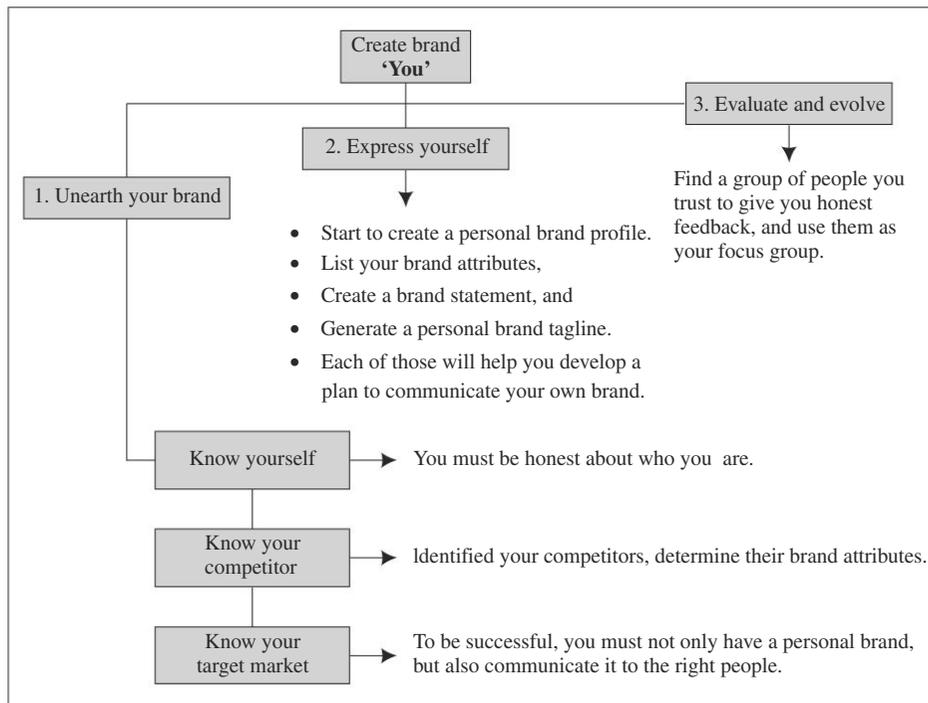 Create brand
‘You’
3. Evaluate and evolve
2. Express yourself
1. Unearth your brand
Find a group of people you
trust to give you honest
feedback, and use them as
your focus group.
• Start to create a personal brand profile.
• List your brand attributes,
• Create a brand statement, and
• Generate a personal brand tagline.
• Each of those will help you develop a
plan to communicate your own brand.
Know yourself
You must be honest about who you are.
Know your
competitor
Identified your competitors, determine their brand attributes.
Know your
target market
To be successful, you must not only have a personal brand,
but also communicate it to the right people.